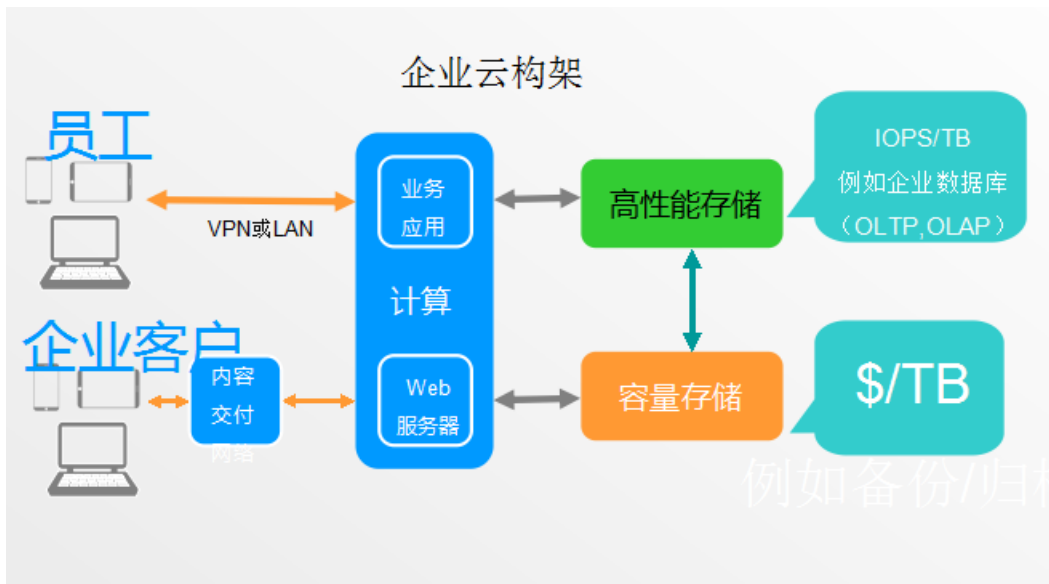 企业云构架
员工
VPN或LAN
企业客户
内容
交付
网络
业务
应用
计算
Web
服务器
高性能存储
容量存储
IOPS/TB
例如企业数据库
（OLTP,OLAP）
$/TB
例如备份/归